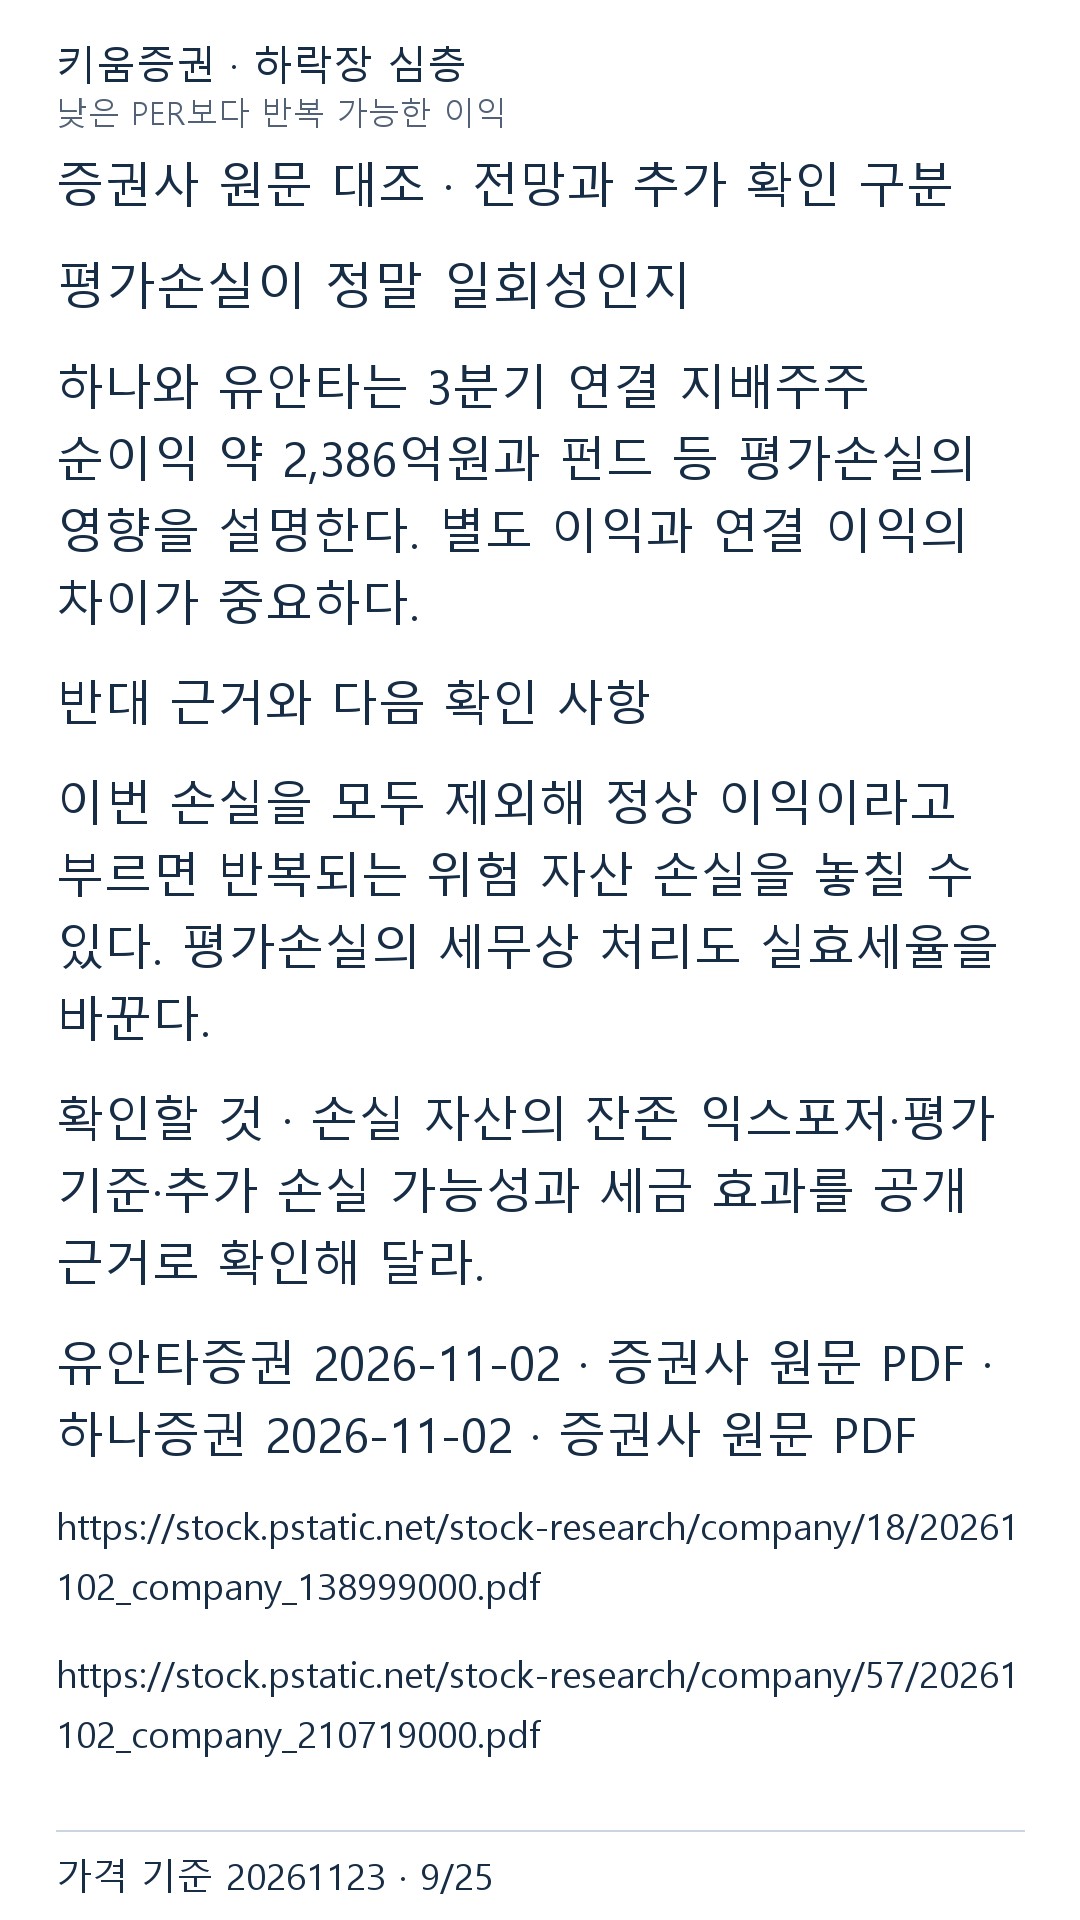 키움증권 · 하락장 심층
낮은 PER보다 반복 가능한 이익
증권사 원문 대조 · 전망과 추가 확인 구분
평가손실이 정말 일회성인지
하나와 유안타는 3분기 연결 지배주주
순이익 약 2,386억원과 펀드 등 평가손실의
영향을 설명한다. 별도 이익과 연결 이익의
차이가 중요하다.
반대 근거와 다음 확인 사항
이번 손실을 모두 제외해 정상 이익이라고
부르면 반복되는 위험 자산 손실을 놓칠 수
있다. 평가손실의 세무상 처리도 실효세율을
바꾼다.
확인할 것 · 손실 자산의 잔존 익스포저·평가
기준·추가 손실 가능성과 세금 효과를 공개
근거로 확인해 달라.
유안타증권 2026-11-02 · 증권사 원문 PDF ·
하나증권 2026-11-02 · 증권사 원문 PDF
https://stock.pstatic.net/stock-research/company/18/20261
102_company_138999000.pdf
https://stock.pstatic.net/stock-research/company/57/20261
102_company_210719000.pdf
가격 기준 20261123 · 9/25